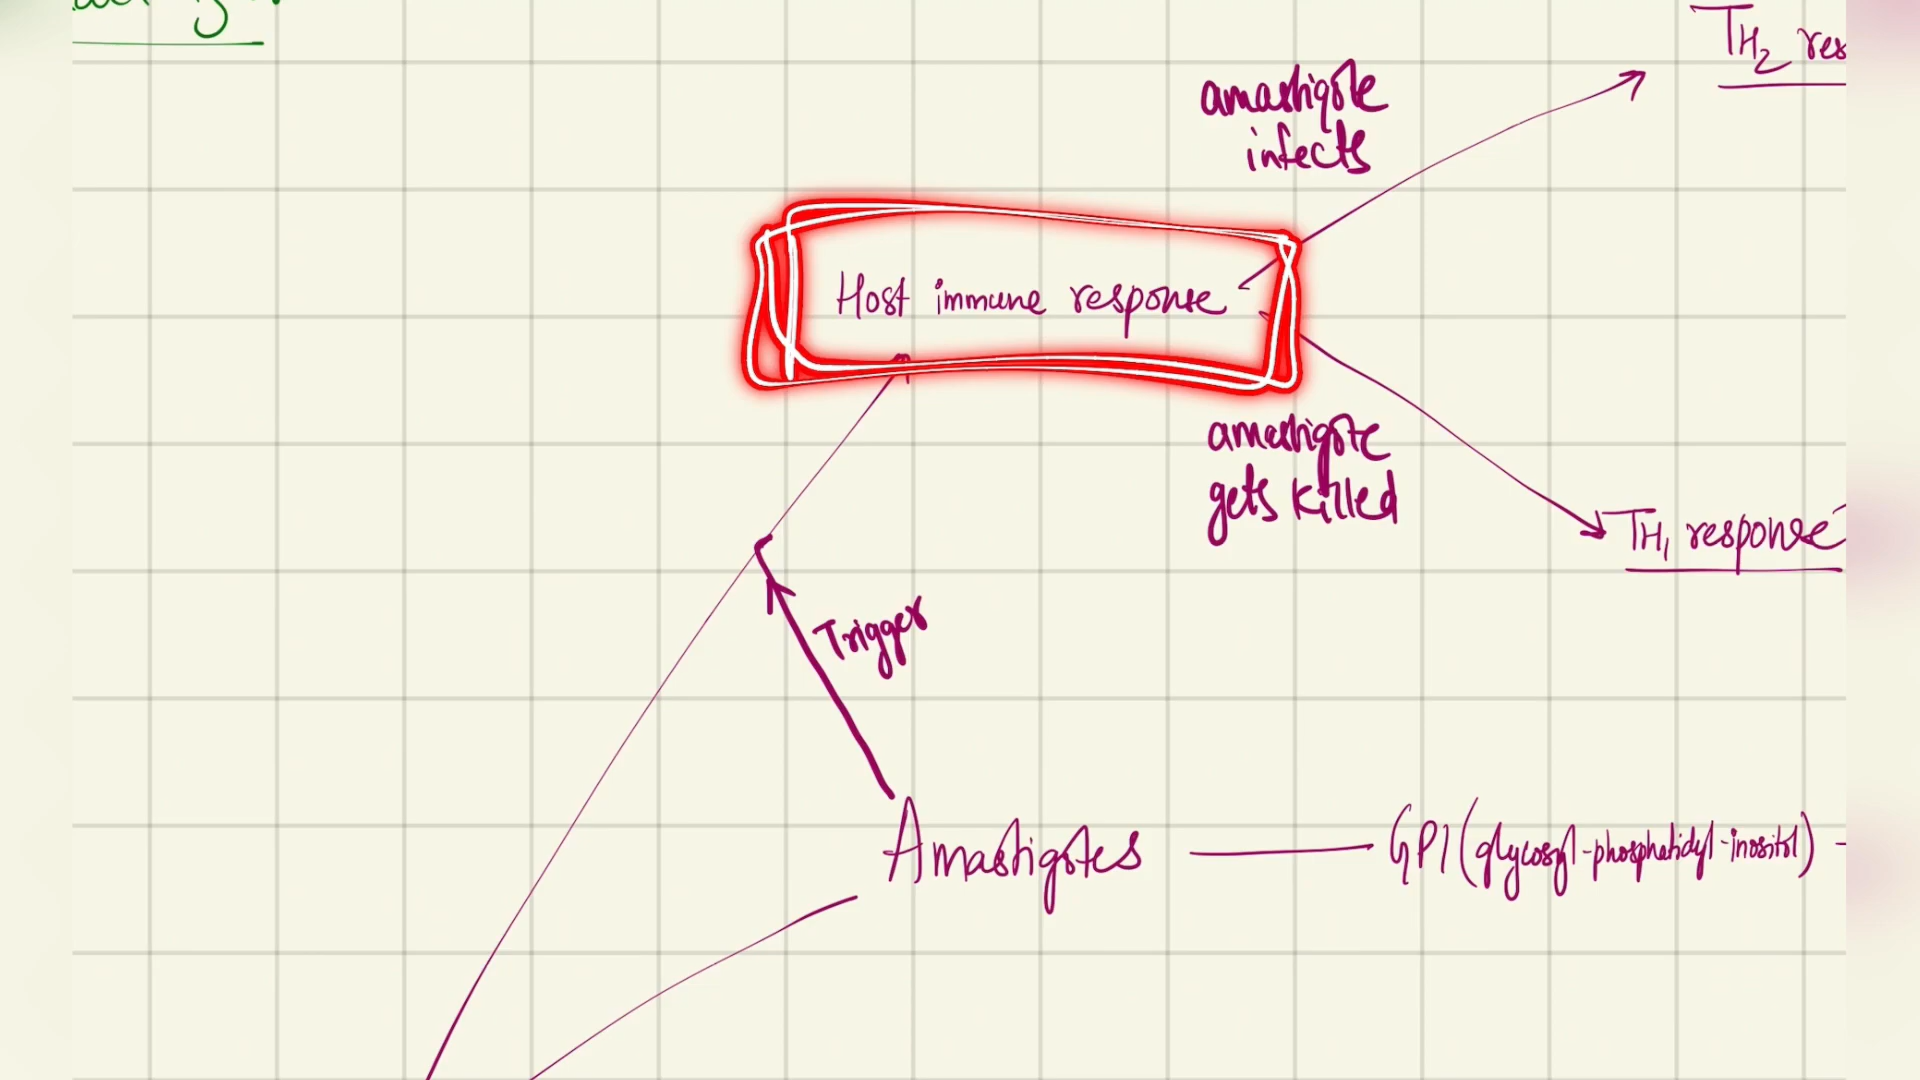 TH2 res
amastigote
infects
Host immune response
amastigote
gets killed
TH1 response
Trigger
Amastigotes
GPI (glycosyl-phosphatidyl-inositol)